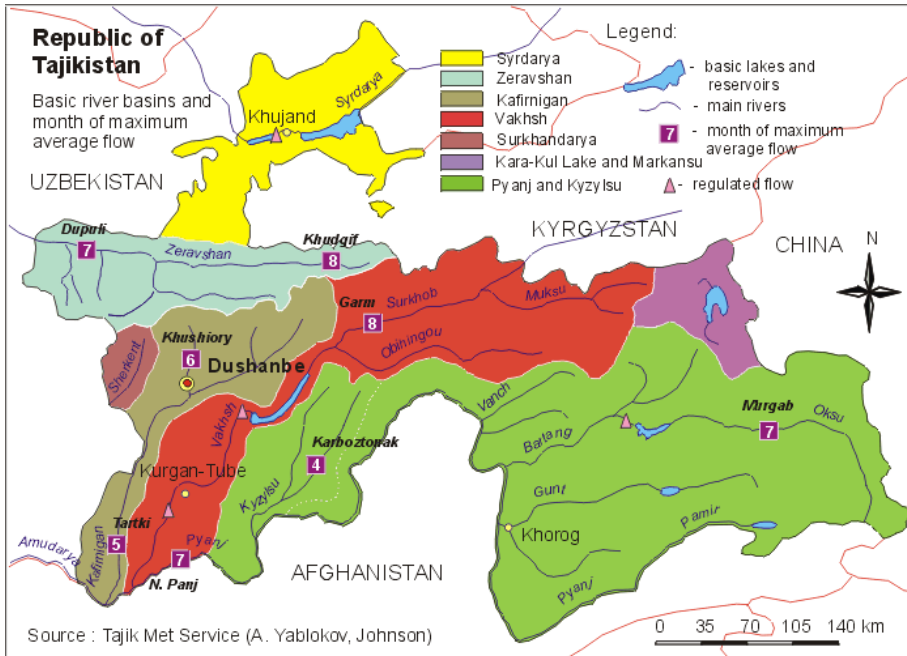 Republic of
Tajikistan
Basic river basins and
month of maximum
average flow
Legend:
Syrdarya
Zeravshan
Kafirnigan
Vakhsh
Surkhandarya
Kara-Kul Lake and Markansu
Pyanj and Kyzylsu
- basic lakes and
reservoirs
- main rivers
7 - month of maximum
average flow
- regulated flow
Khujand
Syrdarya
UZBEKISTAN
KYRGYZSTAN
CHINA
N
Dupuli
7
Zeravshan
Khudgif
8
Garm
8
Surkhob
Muksu
Obihingou
Sherkent
Khushiory
6
Dushanbe
Vakhsh
Vanch
Bartang
Murgab
7
Oksu
Karboztonak
4
Kyzylsu
Kurgan-Tube
Gunt
Pamir
Khorog
Tartki
5
Amudarya
Kafirnigan
Pyanj
7
N. Panj
AFGHANISTAN
Pyanj
Source : Tajik Met Service (A. Yablokov, Johnson)
0 35 70 105 140 km